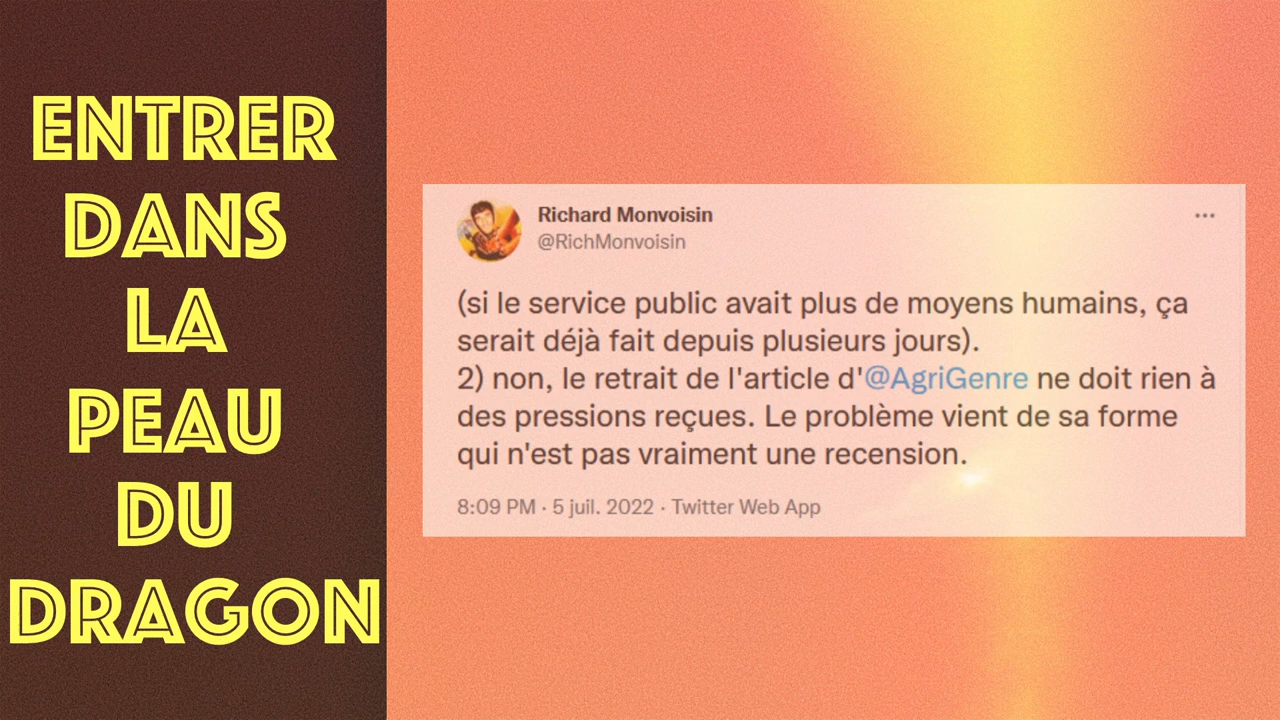 ENTRER
DANS
LA
PEAU
DU
DRAGON
Richard Monvoisin
@RichMonvoisin
(si le service public avait plus de moyens humains, ça
serait déjà fait depuis plusieurs jours).
2) non, le retrait de l'article d'@AgriGenre ne doit rien à
des pressions reçues. Le problème vient de sa forme
qui n'est pas vraiment une recension.
8:09 PM · 5 juil. 2022 · Twitter Web App